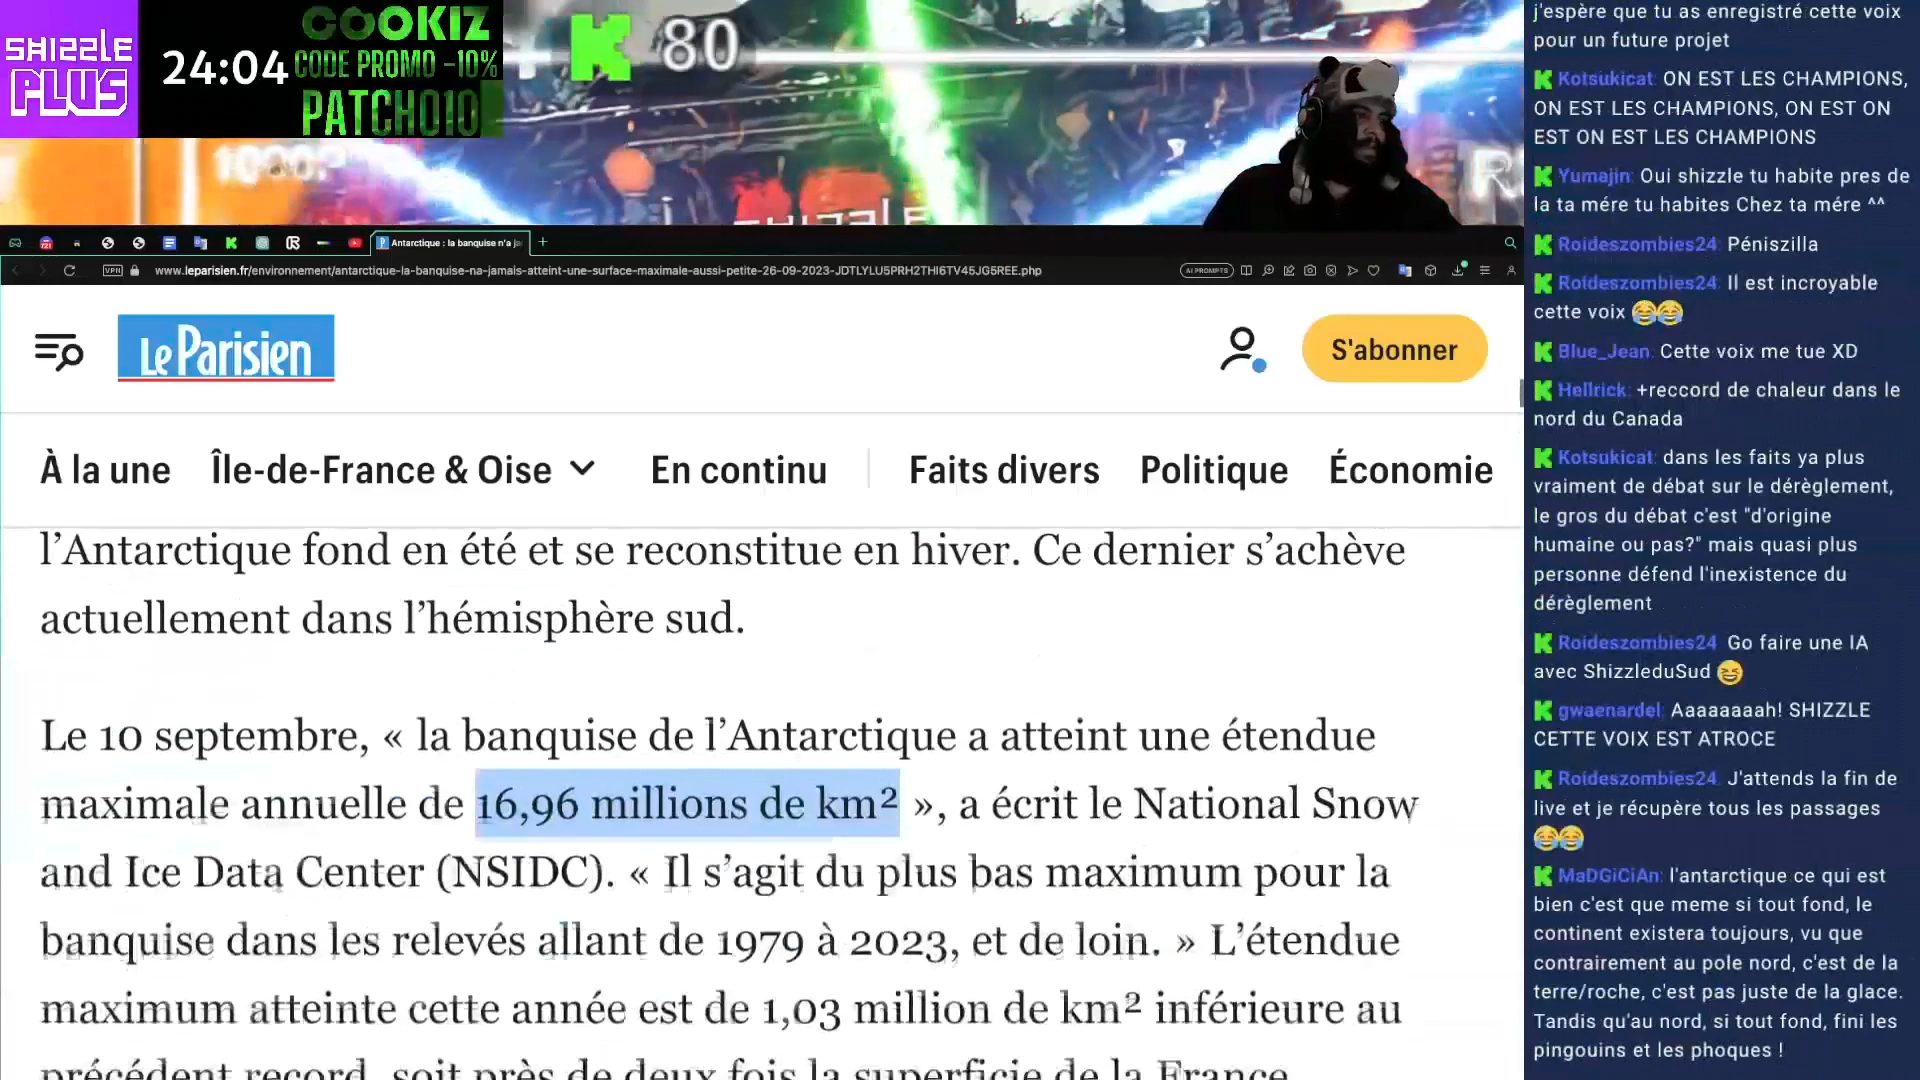 SHIZZLE
PLUS
24:04
COOKIZ
CODE PROMO -10%
PATCHO10
80
Antarctique : la banquise n'a ja
www.leparisien.fr/environnement/antarctique-la-banquise-na-jamais-atteint-une-surface-maximale-aussi-petite-26-09-2023-JDTLYLU5PRH2THI6TV45JG5REE.php
VPN
AI PROMPTS
Le Parisien
S'abonner
À la une
Île-de-France & Oise
En continu
Faits divers
Politique
Économie
l’Antarctique fond en été et se reconstitue en hiver. Ce dernier s’achève
actuellement dans l’hémisphère sud.
Le 10 septembre, « la banquise de l’Antarctique a atteint une étendue
maximale annuelle de 16,96 millions de km² », a écrit le National Snow
and Ice Data Center (NSIDC). « Il s’agit du plus bas maximum pour la
banquise dans les relevés allant de 1979 à 2023, et de loin. » L’étendue
maximum atteinte cette année est de 1,03 million de km² inférieure au
précédent record, soit près de deux fois la superficie de la France.
j'espère que tu as enregistré cette voix
pour un future projet
Kotsukicat: ON EST LES CHAMPIONS,
ON EST LES CHAMPIONS, ON EST ON
EST ON EST LES CHAMPIONS
Yumajin: Oui shizzle tu habite pres de
la ta mére tu habites Chez ta mére ^^
Roideszombies24: Péniszilla
Roideszombies24: Il est incroyable
cette voix 😂😂
Blue_Jean: Cette voix me tue XD
Hellrick: +reccord de chaleur dans le
nord du Canada
Kotsukicat: dans les faits ya plus
vraiment de débat sur le dérèglement,
le gros du débat c'est "d'origine
humaine ou pas?" mais quasi plus
personne défend l'inexistence du
dérèglement
Roideszombies24: Go faire une IA
avec ShizzleduSud 😆
gwaenardel: Aaaaaaaah! SHIZZLE
CETTE VOIX EST ATROCE
Roideszombies24: J'attends la fin de
live et je récupère tous les passages
😂😂
MaDGiCiAn: l'antarctique ce qui est
bien c'est que meme si tout fond, le
continent existera toujours, vu que
contrairement au pole nord, c'est de la
terre/roche, c'est pas juste de la glace.
Tandis qu'au nord, si tout fond, fini les
pingouins et les phoques !